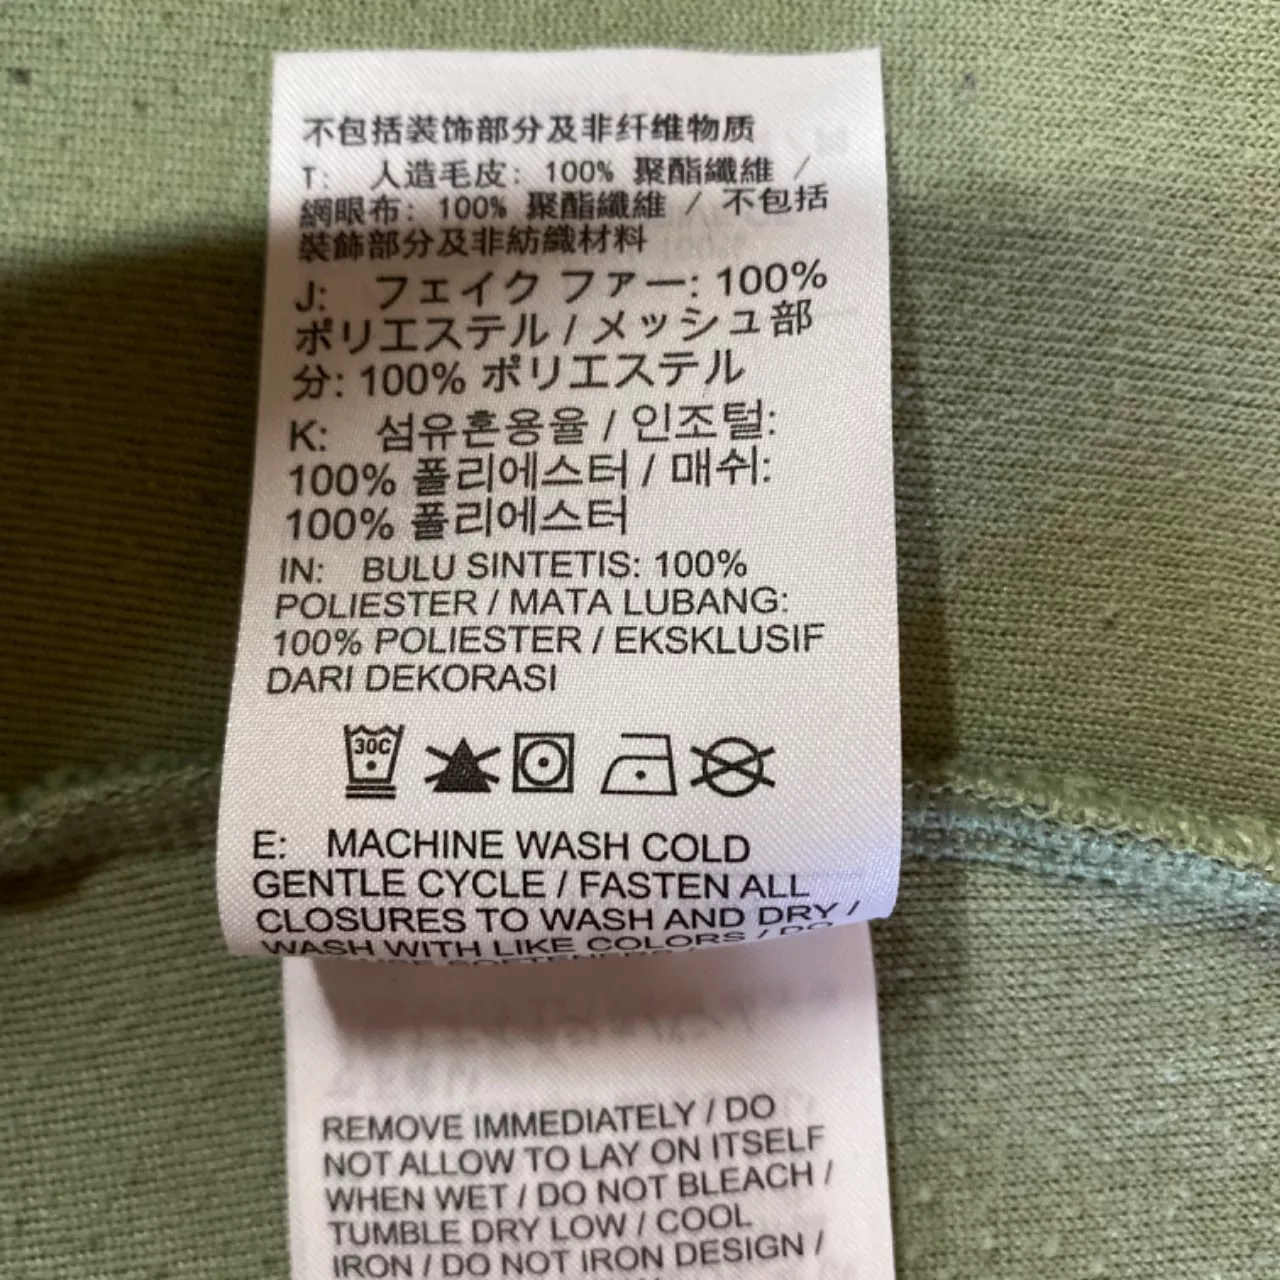 不包括装饰部分及非纤维物质
T: 人造毛皮: 100% 聚酯纖維 /
網眼布: 100% 聚酯纖維 / 不包括
裝飾部分及非紡織材料
J: フェイク ファー: 100%
ポリエステル / メッシュ部
分: 100% ポリエステル
K: 섬유혼용율 / 인조털:
100% 폴리에스터 / 매쉬:
100% 폴리에스터
IN: BULU SINTETIS: 100%
POLIESTER / MATA LUBANG:
100% POLIESTER / EKSKLUSIF
DARI DEKORASI
30C
E: MACHINE WASH COLD
GENTLE CYCLE / FASTEN ALL
CLOSURES TO WASH AND DRY /
WASH WITH LIKE COLORS / DO
REMOVE IMMEDIATELY / DO
NOT ALLOW TO LAY ON ITSELF
WHEN WET / DO NOT BLEACH /
TUMBLE DRY LOW / COOL
IRON / DO NOT IRON DESIGN /